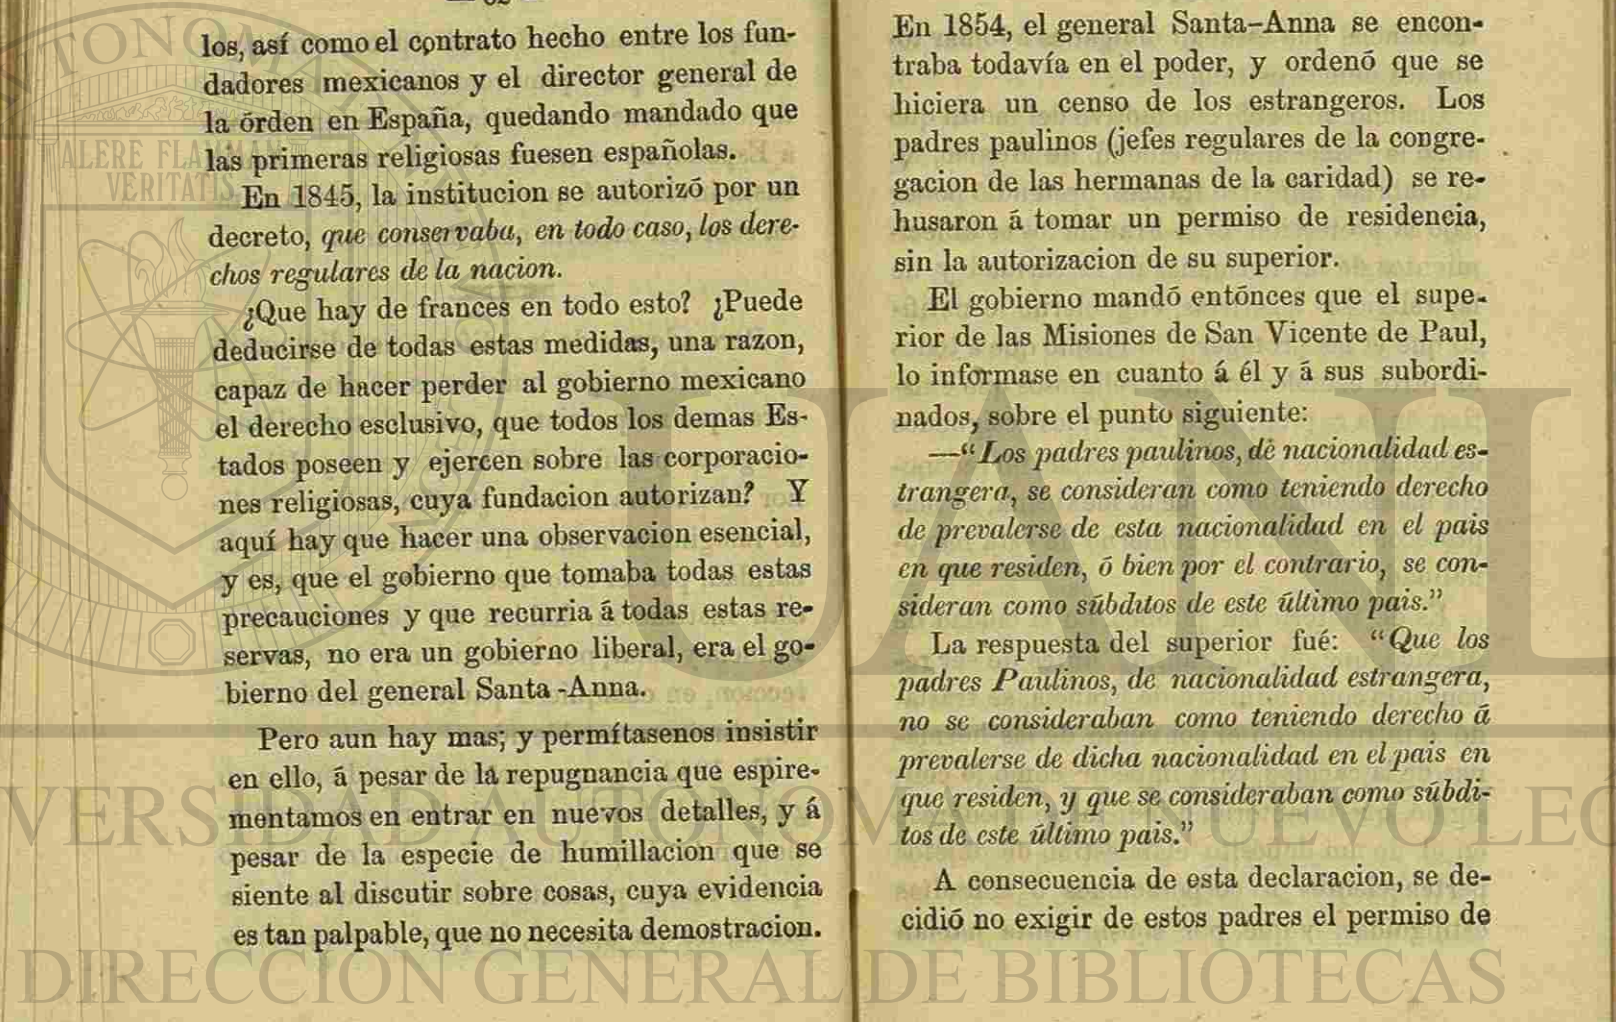 los, así como el contrato hecho entre los fun-
dadores mexicanos y el director general de
la órden en España, quedando mandado que
las primeras religiosas fuesen españolas.
En 1845, la institucion se autorizó por un
decreto, que conservaba, en todo caso, los dere-
chos regulares de la nacion.
¿Que hay de frances en todo esto? ¿Puede
deducirse de todas estas medidas, una razon,
capaz de hacer perder al gobierno mexicano
el derecho esclusivo, que todos los demas Es-
tados poseen y ejercen sobre las corporacio-
nes religiosas, cuya fundacion autorizan? Y
aquí hay que hacer una observacion esencial,
y es, que el gobierno que tomaba todas estas
precauciones y que recurria á todas estas re-
servas, no era un gobierno liberal, era el go-
bierno del general Santa-Anna.
Pero aun hay mas; y permítasenos insistir
en ello, á pesar de la repugnancia que espire-
mentamos en entrar en nuevos detalles, y á
pesar de la especie de humillacion que se
siente al discutir sobre cosas, cuya evidencia
es tan palpable, que no necesita demostracion.
En 1854, el general Santa-Anna se encon-
traba todavía en el poder, y ordenó que se
hiciera un censo de los estrangeros. Los
padres paulinos (jefes regulares de la congre-
gacion de las hermanas de la caridad) se re-
husaron á tomar un permiso de residencia,
sin la autorizacion de su superior.
El gobierno mandó entónces que el supe-
rior de las Misiones de San Vicente de Paul,
lo informase en cuanto á él y á sus subordi-
nados, sobre el punto siguiente:
—“Los padres paulinos, de nacionalidad es-
trangera, se consideran como teniendo derecho
de prevalerse de esta nacionalidad en el pais
en que residen, ó bien por el contrario, se con-
sideran como súbditos de este último pais.”
La respuesta del superior fué: “Que los
padres Paulinos, de nacionalidad estrangera,
no se consideraban como teniendo derecho á
prevalerse de dicha nacionalidad en el pais en
que residen, y que se consideraban como súbdi-
tos de este último pais.”
A consecuencia de esta declaracion, se de-
cidió no exigir de estos padres el permiso de
ALERE FLAMMAM
VERITATIS
UANL
DIRECCIÓN GENERAL DE BIBLIOTECAS